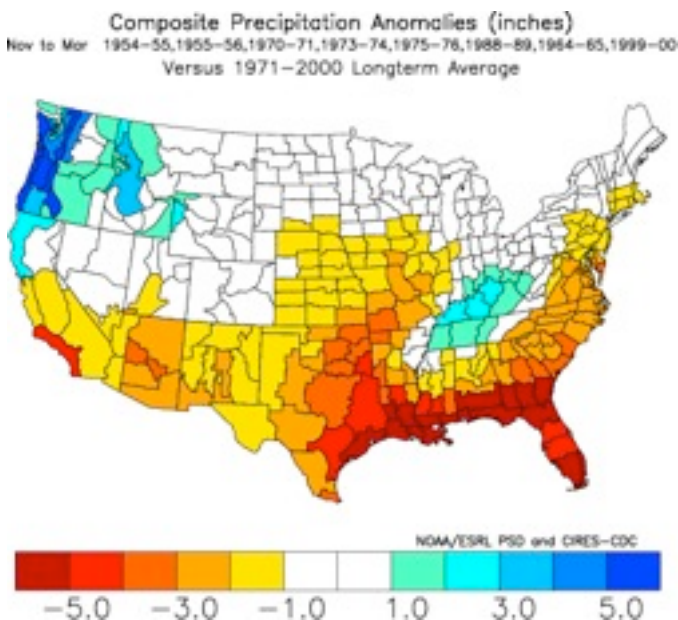 Composite Precipitation Anomalies (inches)
Nov to Mar 1954-55,1955-56,1970-71,1973-74,1975-76,1988-89,1964-65,1999-00
Versus 1971-2000 Longterm Average
NOAA/ESRL PSD and CIRES-CDC
-5.0 -3.0 -1.0 1.0 3.0 5.0